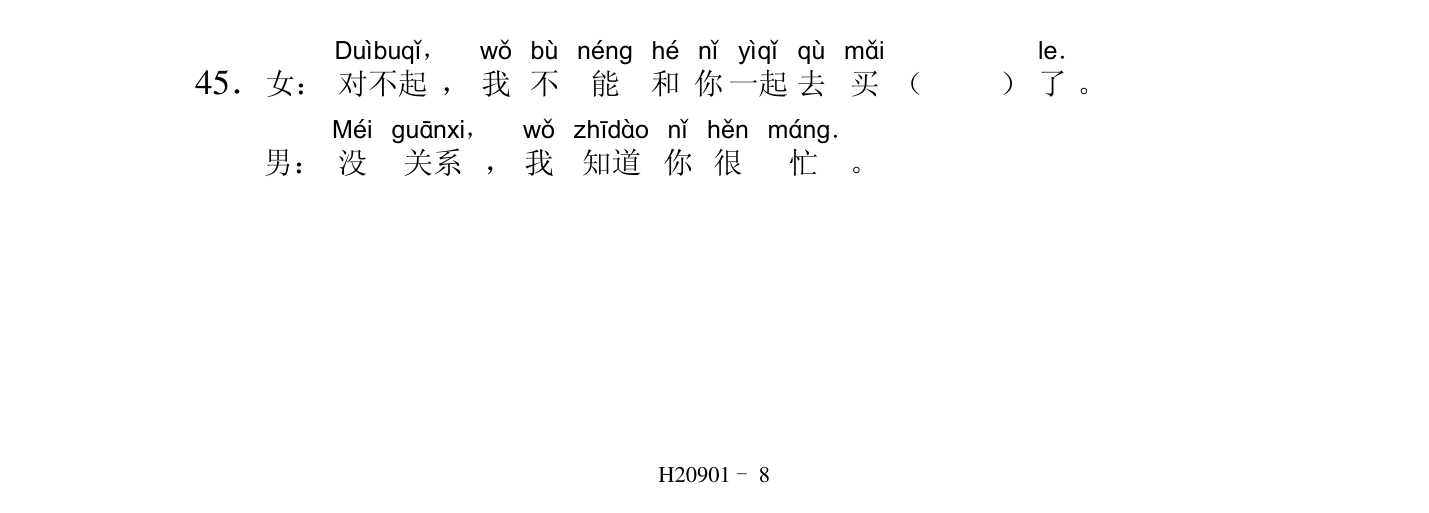 Duìbuqǐ， wǒ bù néng hé nǐ yìqǐ qù mǎi le.
45. 女： 对不起 ， 我 不 能 和 你 一起 去 买 （ ） 了 。
Méi guānxi， wǒ zhīdào nǐ hěn máng.
男： 没 关系 ， 我 知道 你 很 忙 。
H20901 - 8